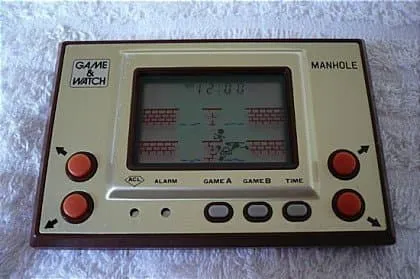 GAME
&
WATCH
MANHOLE
12:00
ACL
ALARM
GAME A
GAME B
TIME